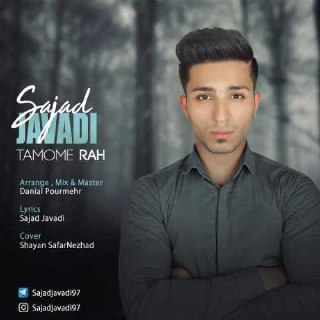 Sajad
JAVADI
TAMOME RAH
Arrange , Mix & Master
Danial Pourmehr
Lyrics
Sajad Javadi
Cover
Shayan SafarNezhad
Sajadjavadi97
Sajadjavadi97